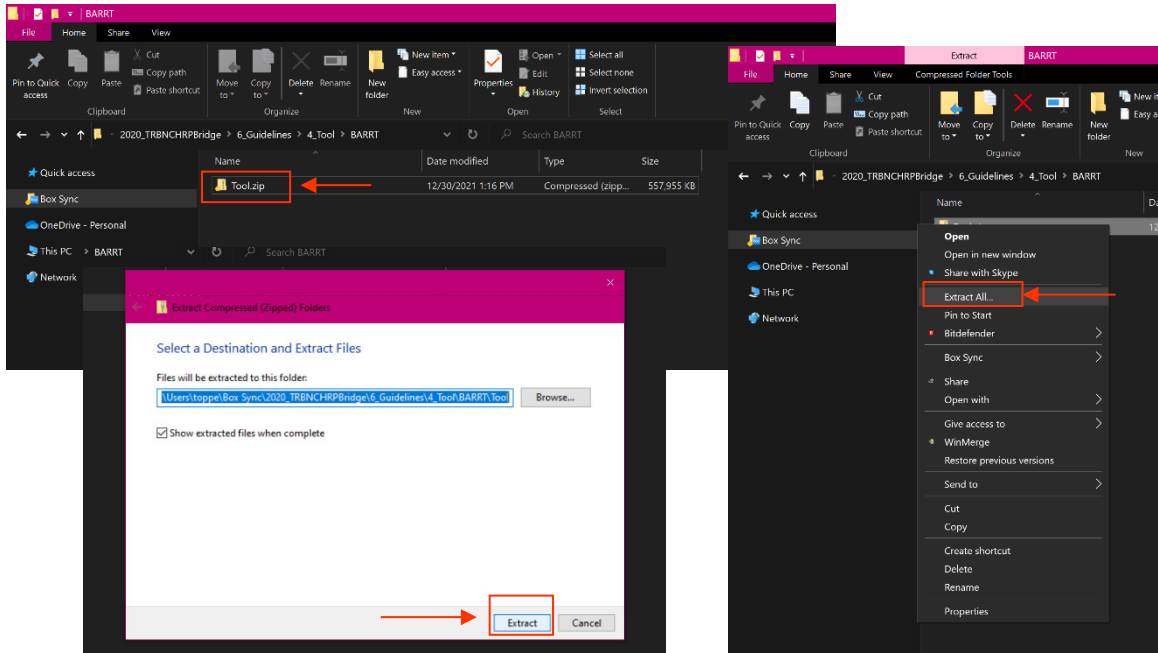 BARRT
File Home Share View
Pin to Quick access
Copy
Paste
Cut
Copy path
Paste shortcut
Clipboard
Move to
Copy to
Delete
Rename
Organize
New folder
New item
Easy access
New
Properties
Open
Edit
History
Open
Select all
Select none
Invert selection
Select
2020_TRBNCHRPBridge > 6_Guidelines > 4_Tool > BARRT
Search BARRT
Name Date modified Type Size
Quick access
Tool.zip 12/30/2021 1:16 PM Compressed (zipp... 557,955 KB
Box Sync
OneDrive - Personal
This PC > BARRT
Search BARRT
Network
Extract Compressed (Zipped) Folders
Select a Destination and Extract Files
Files will be extracted to this folder:
\Users\toppe\Box Sync\2020_TRBNCHRPBridge\6_Guidelines\4_Tool\BARRT\Tool
Browse...
Show extracted files when complete
Extract
Cancel
Extract BARRT
File Home Share View Compressed Folder Tools
Pin to Quick access
Copy
Paste
Cut
Copy path
Paste shortcut
Clipboard
Move to
Copy to
Delete
Rename
Organize
New folder
New it
Easy a
New
2020_TRBNCHRPBridge > 6_Guidelines > 4_Tool > BARRT
Name Da
Quick access
Box Sync
OneDrive - Personal
This PC
Network
12
Open
Open in new window
Share with Skype
Extract All...
Pin to Start
Bitdefender >
Box Sync >
Share
Open with >
Give access to >
WinMerge
Restore previous versions
Send to >
Cut
Copy
Create shortcut
Delete
Rename
Properties